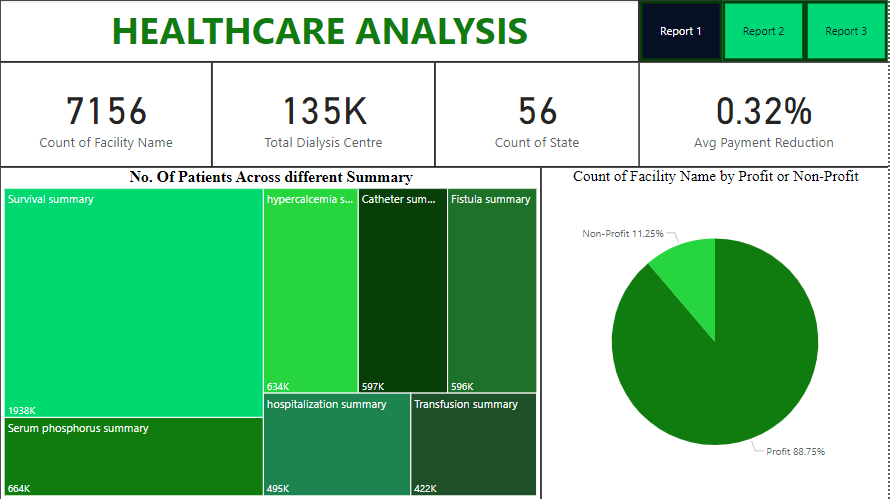 HEALTHCARE ANALYSIS
Report 1
Report 2
Report 3
7156
Count of Facility Name
135K
Total Dialysis Centre
56
Count of State
0.32%
Avg Payment Reduction
No. Of Patients Across different Summary
Survival summary
1938K
Serum phosphorus summary
664K
hypercalcemia s...
634K
Catheter sum...
597K
Fistula summary
596K
hospitalization summary
495K
Transfusion summary
422K
Count of Facility Name by Profit or Non-Profit
Non-Profit 11.25%
Profit 88.75%